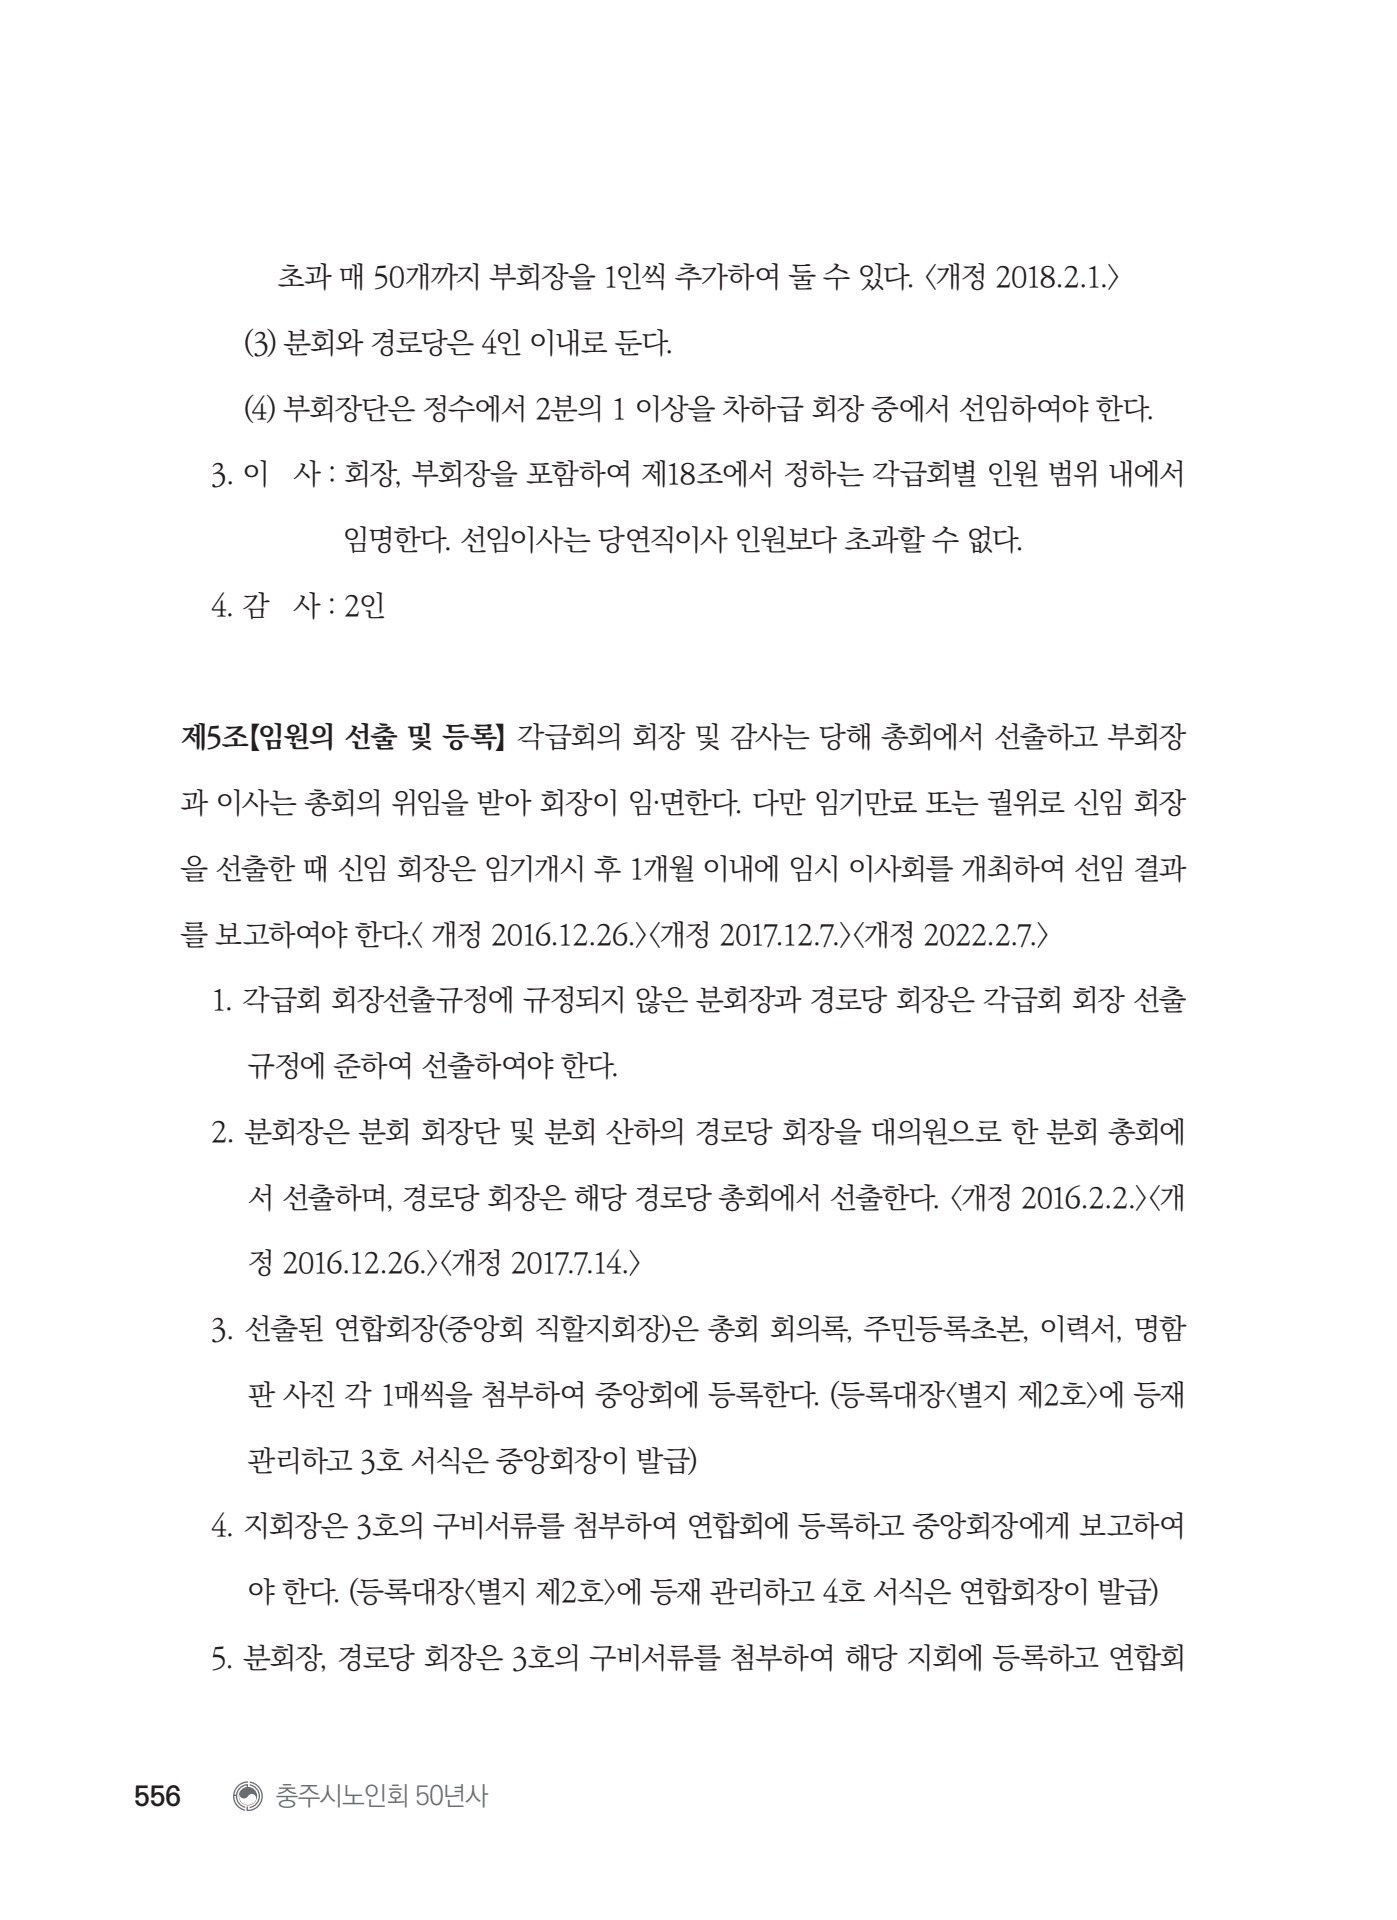 초과 매 50개까지 부회장을 1인씩 추가하여 둘 수 있다. 〈개정 2018.2.1.〉
(3) 분회와 경로당은 4인 이내로 둔다.
(4) 부회장단은 정수에서 2분의 1 이상을 차하급 회장 중에서 선임하여야 한다.
3. 이 사 : 회장, 부회장을 포함하여 제18조에서 정하는 각급회별 인원 범위 내에서
임명한다. 선임이사는 당연직이사 인원보다 초과할 수 없다.
4. 감 사 : 2인
제5조【임원의 선출 및 등록】 각급회의 회장 및 감사는 당해 총회에서 선출하고 부회장
과 이사는 총회의 위임을 받아 회장이 임·면한다. 다만 임기만료 또는 궐위로 신임 회장
을 선출한 때 신임 회장은 임기개시 후 1개월 이내에 임시 이사회를 개최하여 선임 결과
를 보고하여야 한다.〈 개정 2016.12.26.〉〈개정 2017.12.7.〉〈개정 2022.2.7.〉
1. 각급회 회장선출규정에 규정되지 않은 분회장과 경로당 회장은 각급회 회장 선출
규정에 준하여 선출하여야 한다.
2. 분회장은 분회 회장단 및 분회 산하의 경로당 회장을 대의원으로 한 분회 총회에
서 선출하며, 경로당 회장은 해당 경로당 총회에서 선출한다. 〈개정 2016.2.2.〉〈개
정 2016.12.26.〉〈개정 2017.7.14.〉
3. 선출된 연합회장(중앙회 직할지회장)은 총회 회의록, 주민등록초본, 이력서, 명함
판 사진 각 1매씩을 첨부하여 중앙회에 등록한다. (등록대장〈별지 제2호〉에 등재
관리하고 3호 서식은 중앙회장이 발급)
4. 지회장은 3호의 구비서류를 첨부하여 연합회에 등록하고 중앙회장에게 보고하여
야 한다. (등록대장〈별지 제2호〉에 등재 관리하고 4호 서식은 연합회장이 발급)
5. 분회장, 경로당 회장은 3호의 구비서류를 첨부하여 해당 지회에 등록하고 연합회
556 충주시노인회 50년사